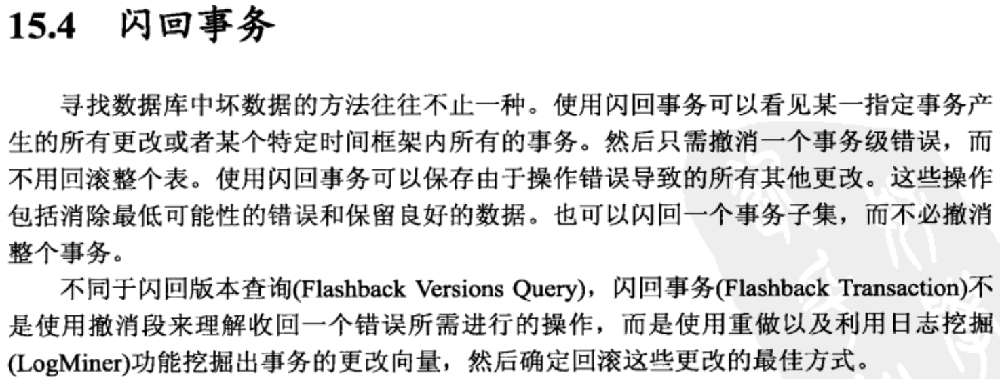 15.4 闪回事务
寻找数据库中坏数据的方法往往不止一种。使用闪回事务可以看见某一指定事务产
生的所有更改或者某个特定时间框架内所有的事务。然后只需撤消一个事务级错误，而
不用回滚整个表。使用闪回事务可以保存由于操作错误导致的所有其他更改。这些操作
包括消除最低可能性的错误和保留良好的数据。也可以闪回一个事务子集，而不必撤消
整个事务。
不同于闪回版本查询(Flashback Versions Query)，闪回事务(Flashback Transaction)不
是使用撤消段来理解收回一个错误所需进行的操作，而是使用重做以及利用日志挖掘
(LogMiner)功能挖掘出事务的更改向量，然后确定回滚这些更改的最佳方式。